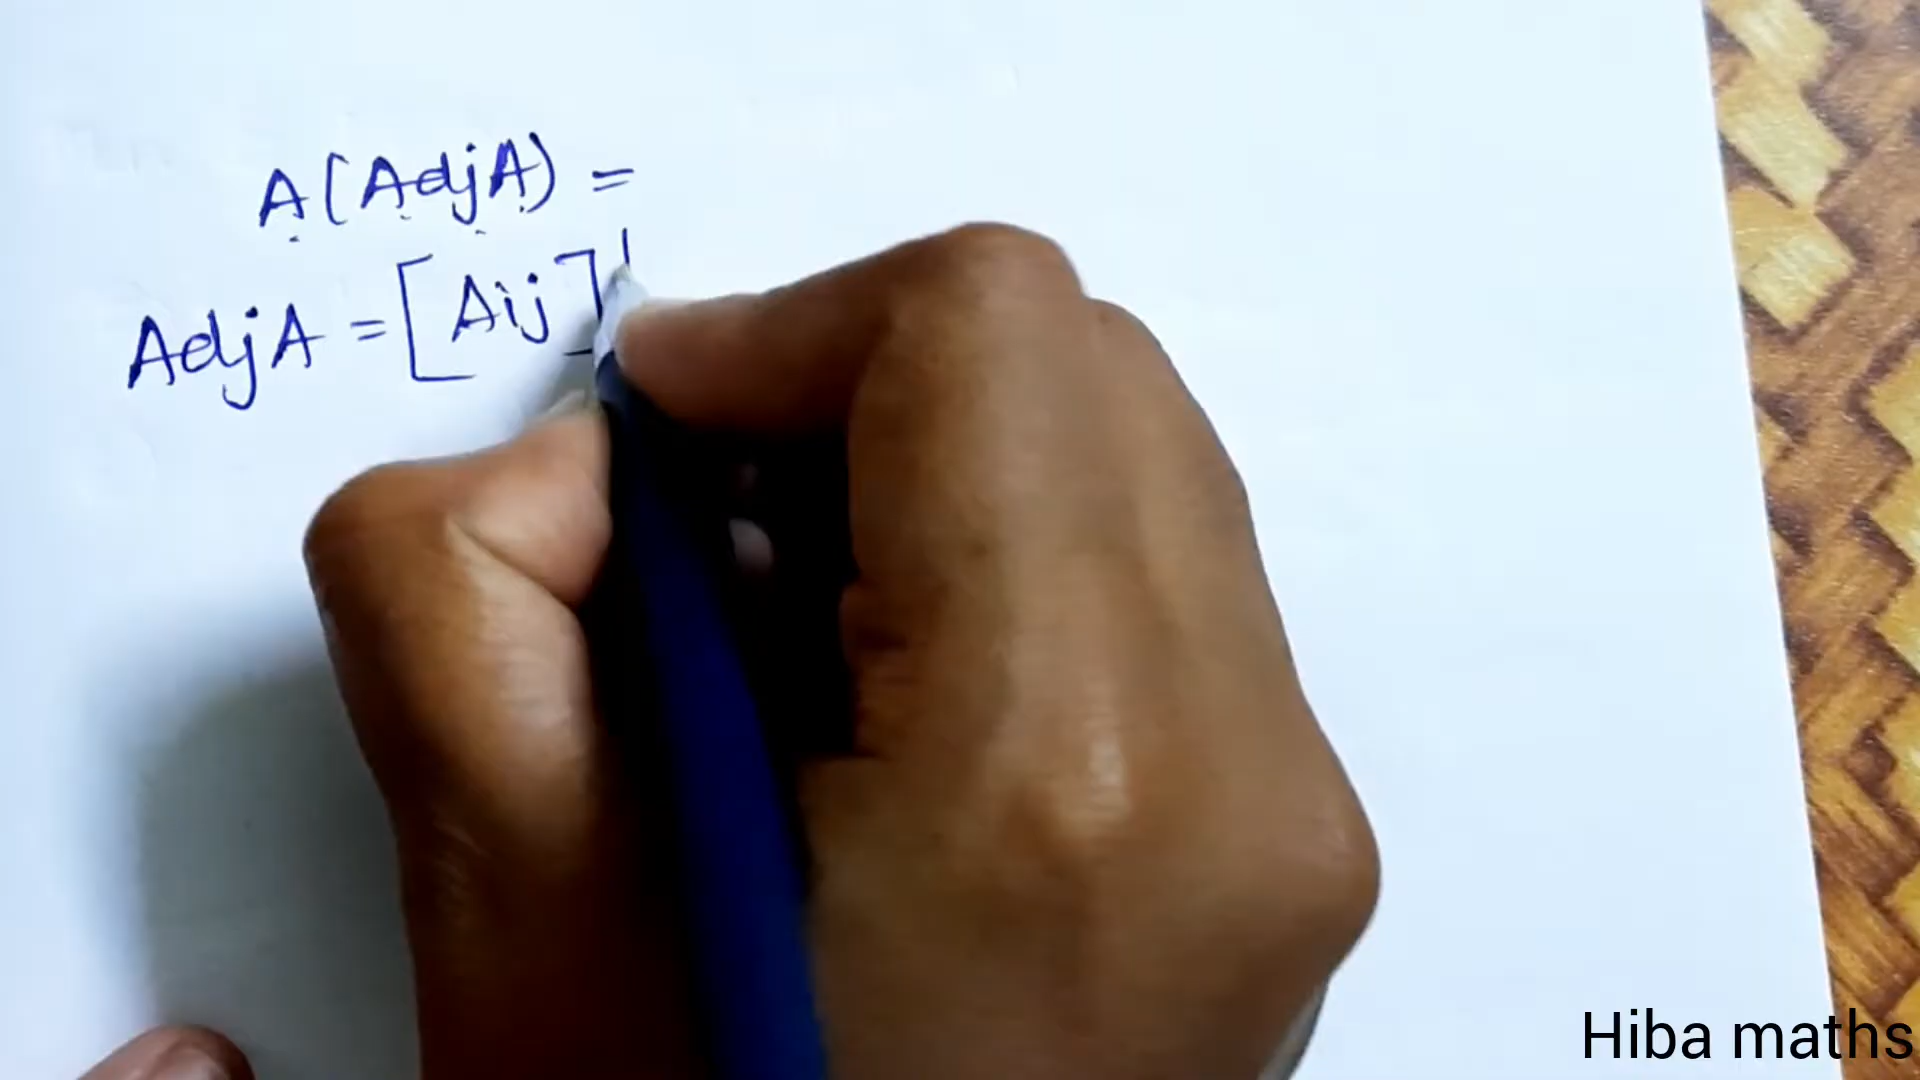 A(AdjA) =
AdjA = [Aij]'
Hiba maths